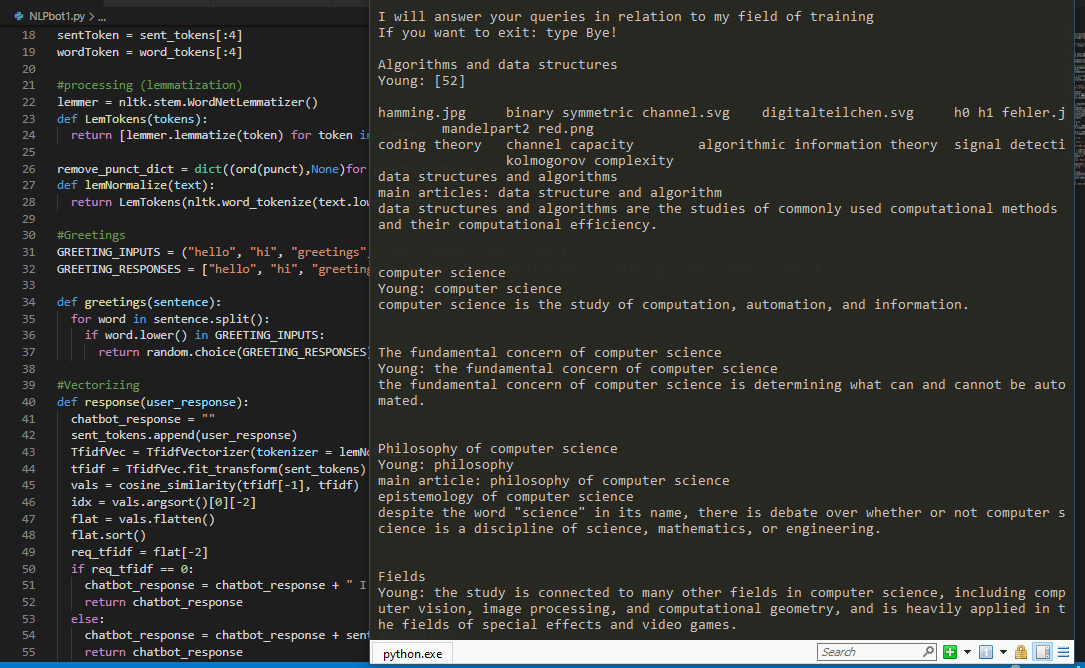 NLPbot1.py > ...
18 sentToken = sent_tokens[:4]
19 wordToken = word_tokens[:4]
20
21 #processing (lemmatization)
22 lemmer = nltk.stem.WordNetLemmatizer()
23 def LemTokens(tokens):
24 return [lemmer.lemmatize(token) for token in
25
26 remove_punct_dict = dict((ord(punct),None)for
27 def lemNormalize(text):
28 return LemTokens(nltk.word_tokenize(text.low
29
30 #Greetings
31 GREETING_INPUTS = ("hello", "hi", "greetings"
32 GREETING_RESPONSES = ["hello", "hi", "greeting
33
34 def greetings(sentence):
35 for word in sentence.split():
36 if word.lower() in GREETING_INPUTS:
37 return random.choice(GREETING_RESPONSES)
38
39 #Vectorizing
40 def response(user_response):
41 chatbot_response = ""
42 sent_tokens.append(user_response)
43 TfidfVec = TfidfVectorizer(tokenizer = lemNo
44 tfidf = TfidfVec.fit_transform(sent_tokens)
45 vals = cosine_similarity(tfidf[-1], tfidf)
46 idx = vals.argsort()[0][-2]
47 flat = vals.flatten()
48 flat.sort()
49 req_tfidf = flat[-2]
50 if req_tfidf == 0:
51 chatbot_response = chatbot_response + " I
52 return chatbot_response
53 else:
54 chatbot_response = chatbot_response + sent
55 return chatbot_response
I will answer your queries in relation to my field of training
If you want to exit: type Bye!
Algorithms and data structures
Young: [52]
hamming.jpg binary symmetric channel.svg digitalteilchen.svg h0 h1 fehler.j
mandelpart2 red.png
coding theory channel capacity algorithmic information theory signal detecti
kolmogorov complexity
data structures and algorithms
main articles: data structure and algorithm
data structures and algorithms are the studies of commonly used computational methods
and their computational efficiency.
computer science
Young: computer science
computer science is the study of computation, automation, and information.
The fundamental concern of computer science
Young: the fundamental concern of computer science
the fundamental concern of computer science is determining what can and cannot be auto
mated.
Philosophy of computer science
Young: philosophy
main article: philosophy of computer science
epistemology of computer science
despite the word "science" in its name, there is debate over whether or not computer s
cience is a discipline of science, mathematics, or engineering.
Fields
Young: the study is connected to many other fields in computer science, including comp
uter vision, image processing, and computational geometry, and is heavily applied in t
he fields of special effects and video games.
python.exe
Search